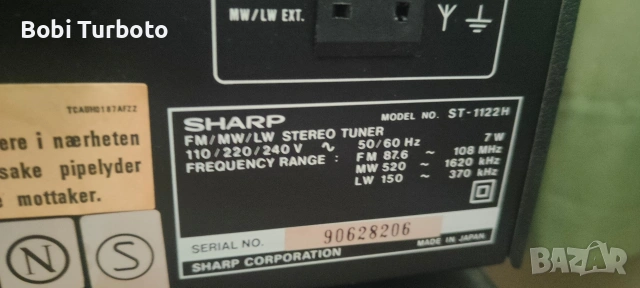 Bobi Turboto
MW/LW EXT.
TCA0H0187AF22
ere i nærheten
sake pipelyder
e mottaker.
N S
SHARP MODEL NO. ST-1122H
FM/MW/LW STEREO TUNER 7W
110/220/240 V ~ 50/60 Hz
FREQUENCY RANGE : FM 87.6 ~ 108 MHz
MW 520 ~ 1620 kHz
LW 150 ~ 370 kHz
SERIAL NO. 90628206
SHARP CORPORATION MADE IN JAPAN
bazar